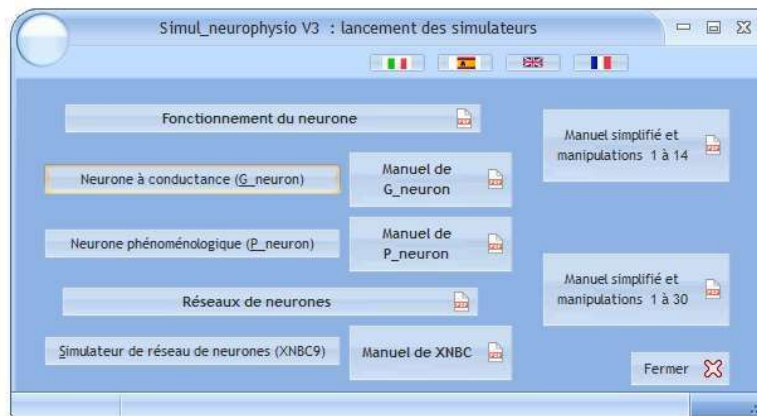 Simul_neurophysio V3 : lancement des simulateurs
Fonctionnement du neurone
Manuel simplifié et
manipulations 1 à 14
Neurone à conductance (G_neuron)
Manuel de
G_neuron
Neurone phénoménologique (P_neuron)
Manuel de
P_neuron
Réseaux de neurones
Manuel simplifié et
manipulations 1 à 30
Simulateur de réseau de neurones (XNBC9)
Manuel de XNBC
Fermer